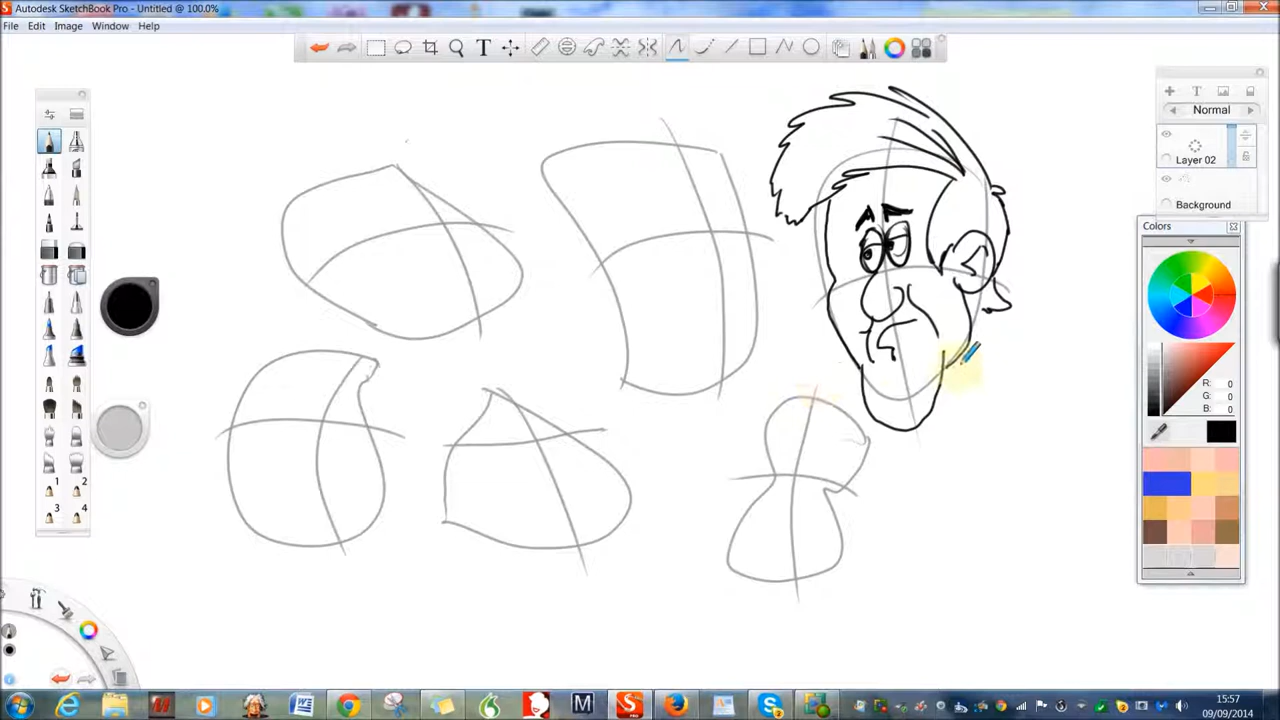 Autodesk SketchBook Pro - Untitled @ 100.0%
File Edit Image Window Help
T
T
Normal
Layer 02
Background
Colors
R: 0
G: 0
B: 0
1 2
3 4
W M S PRO
15:57
09/09/2014